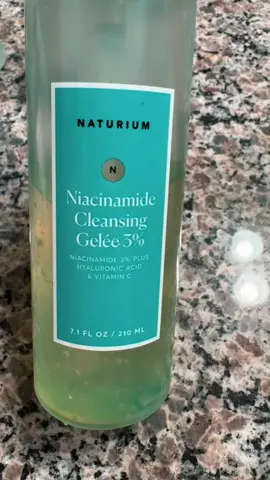 NATURIUM
N
Niacinamide
Cleansing
Gelée 3%
NIACINAMIDE 3% PLUS
HYALURONIC ACID
& VITAMIN C
7.1 FL OZ / 210 ML